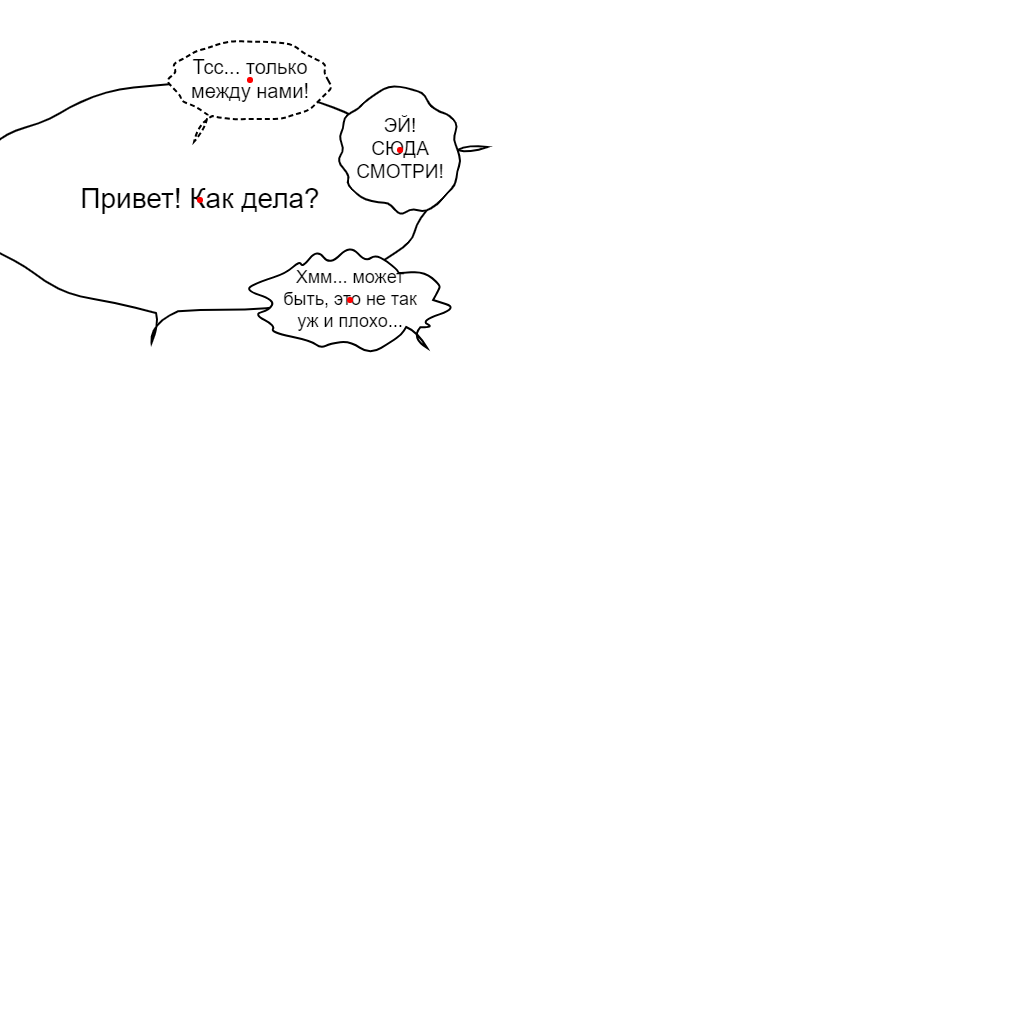 Тсс... только
между нами!
ЭЙ!
СЮДА
СМОТРИ!
Привет! Как дела?
Хмм... может
быть, это не так
уж и плохо...